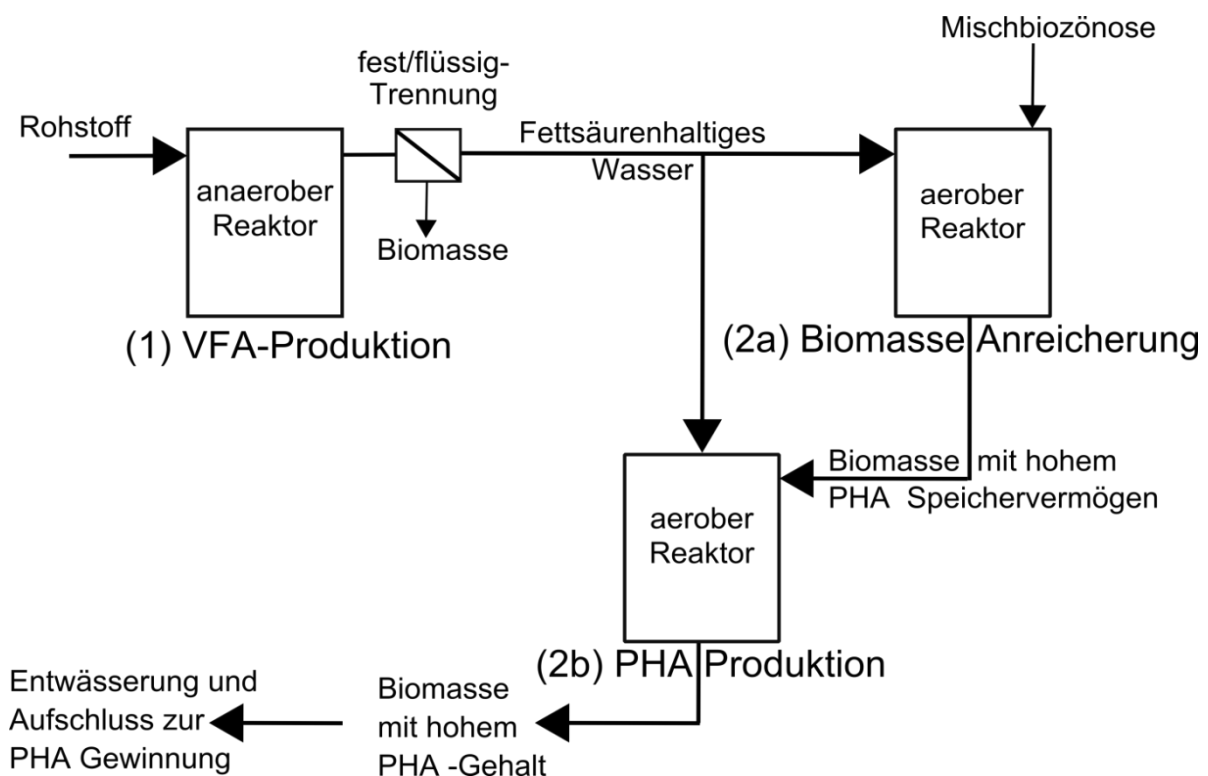 Mischbiozönose
fest/flüssig-
Trennung
Rohstoff
Fettsäurenhaltiges
Wasser
anaerober
Reaktor
aerober
Reaktor
Biomasse
(1) VFA-Produktion
(2a) Biomasse Anreicherung
Biomasse mit hohem
PHA Speichervermögen
aerober
Reaktor
(2b) PHA Produktion
Entwässerung und
Aufschluss zur
PHA Gewinnung
Biomasse
mit hohem
PHA -Gehalt